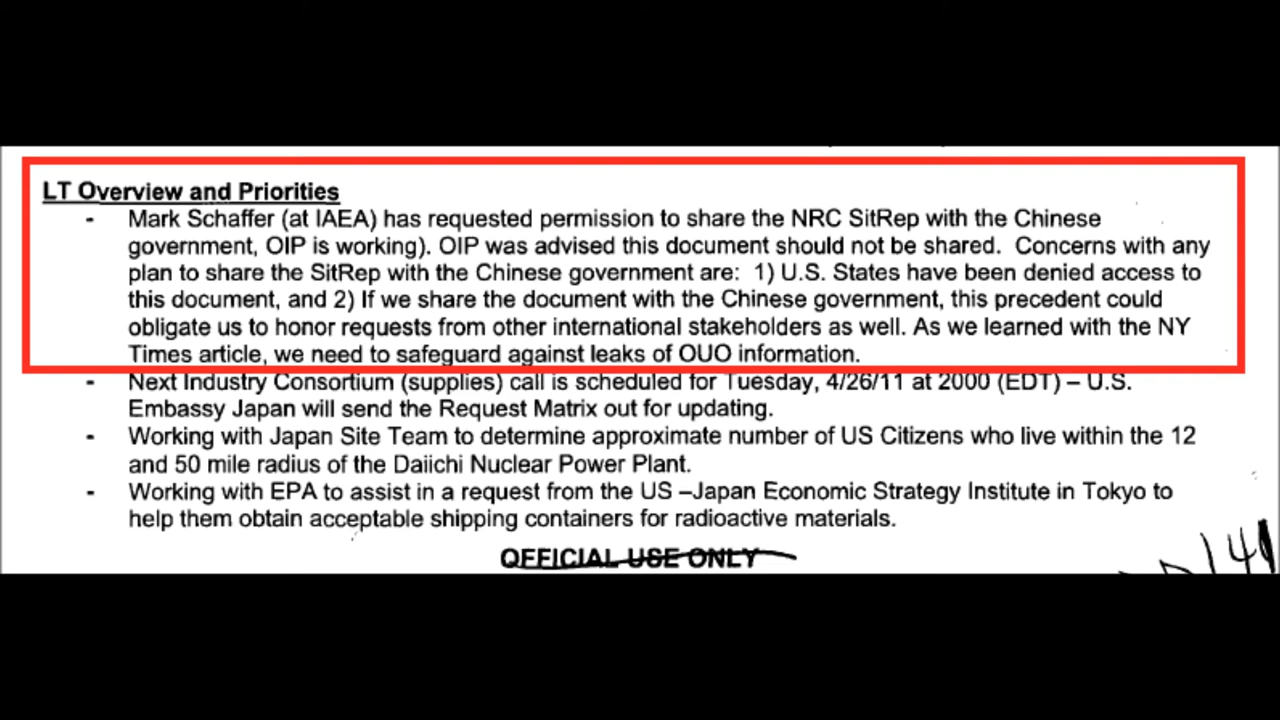 LT Overview and Priorities
- Mark Schaffer (at IAEA) has requested permission to share the NRC SitRep with the Chinese
government, OIP is working). OIP was advised this document should not be shared. Concerns with any
plan to share the SitRep with the Chinese government are: 1) U.S. States have been denied access to
this document, and 2) If we share the document with the Chinese government, this precedent could
obligate us to honor requests from other international stakeholders as well. As we learned with the NY
Times article, we need to safeguard against leaks of OUO information.
- Next Industry Consortium (supplies) call is scheduled for Tuesday, 4/26/11 at 2000 (EDT) – U.S.
Embassy Japan will send the Request Matrix out for updating.
- Working with Japan Site Team to determine approximate number of US Citizens who live within the 12
and 50 mile radius of the Daiichi Nuclear Power Plant.
- Working with EPA to assist in a request from the US –Japan Economic Strategy Institute in Tokyo to
help them obtain acceptable shipping containers for radioactive materials.
OFFICIAL USE ONLY